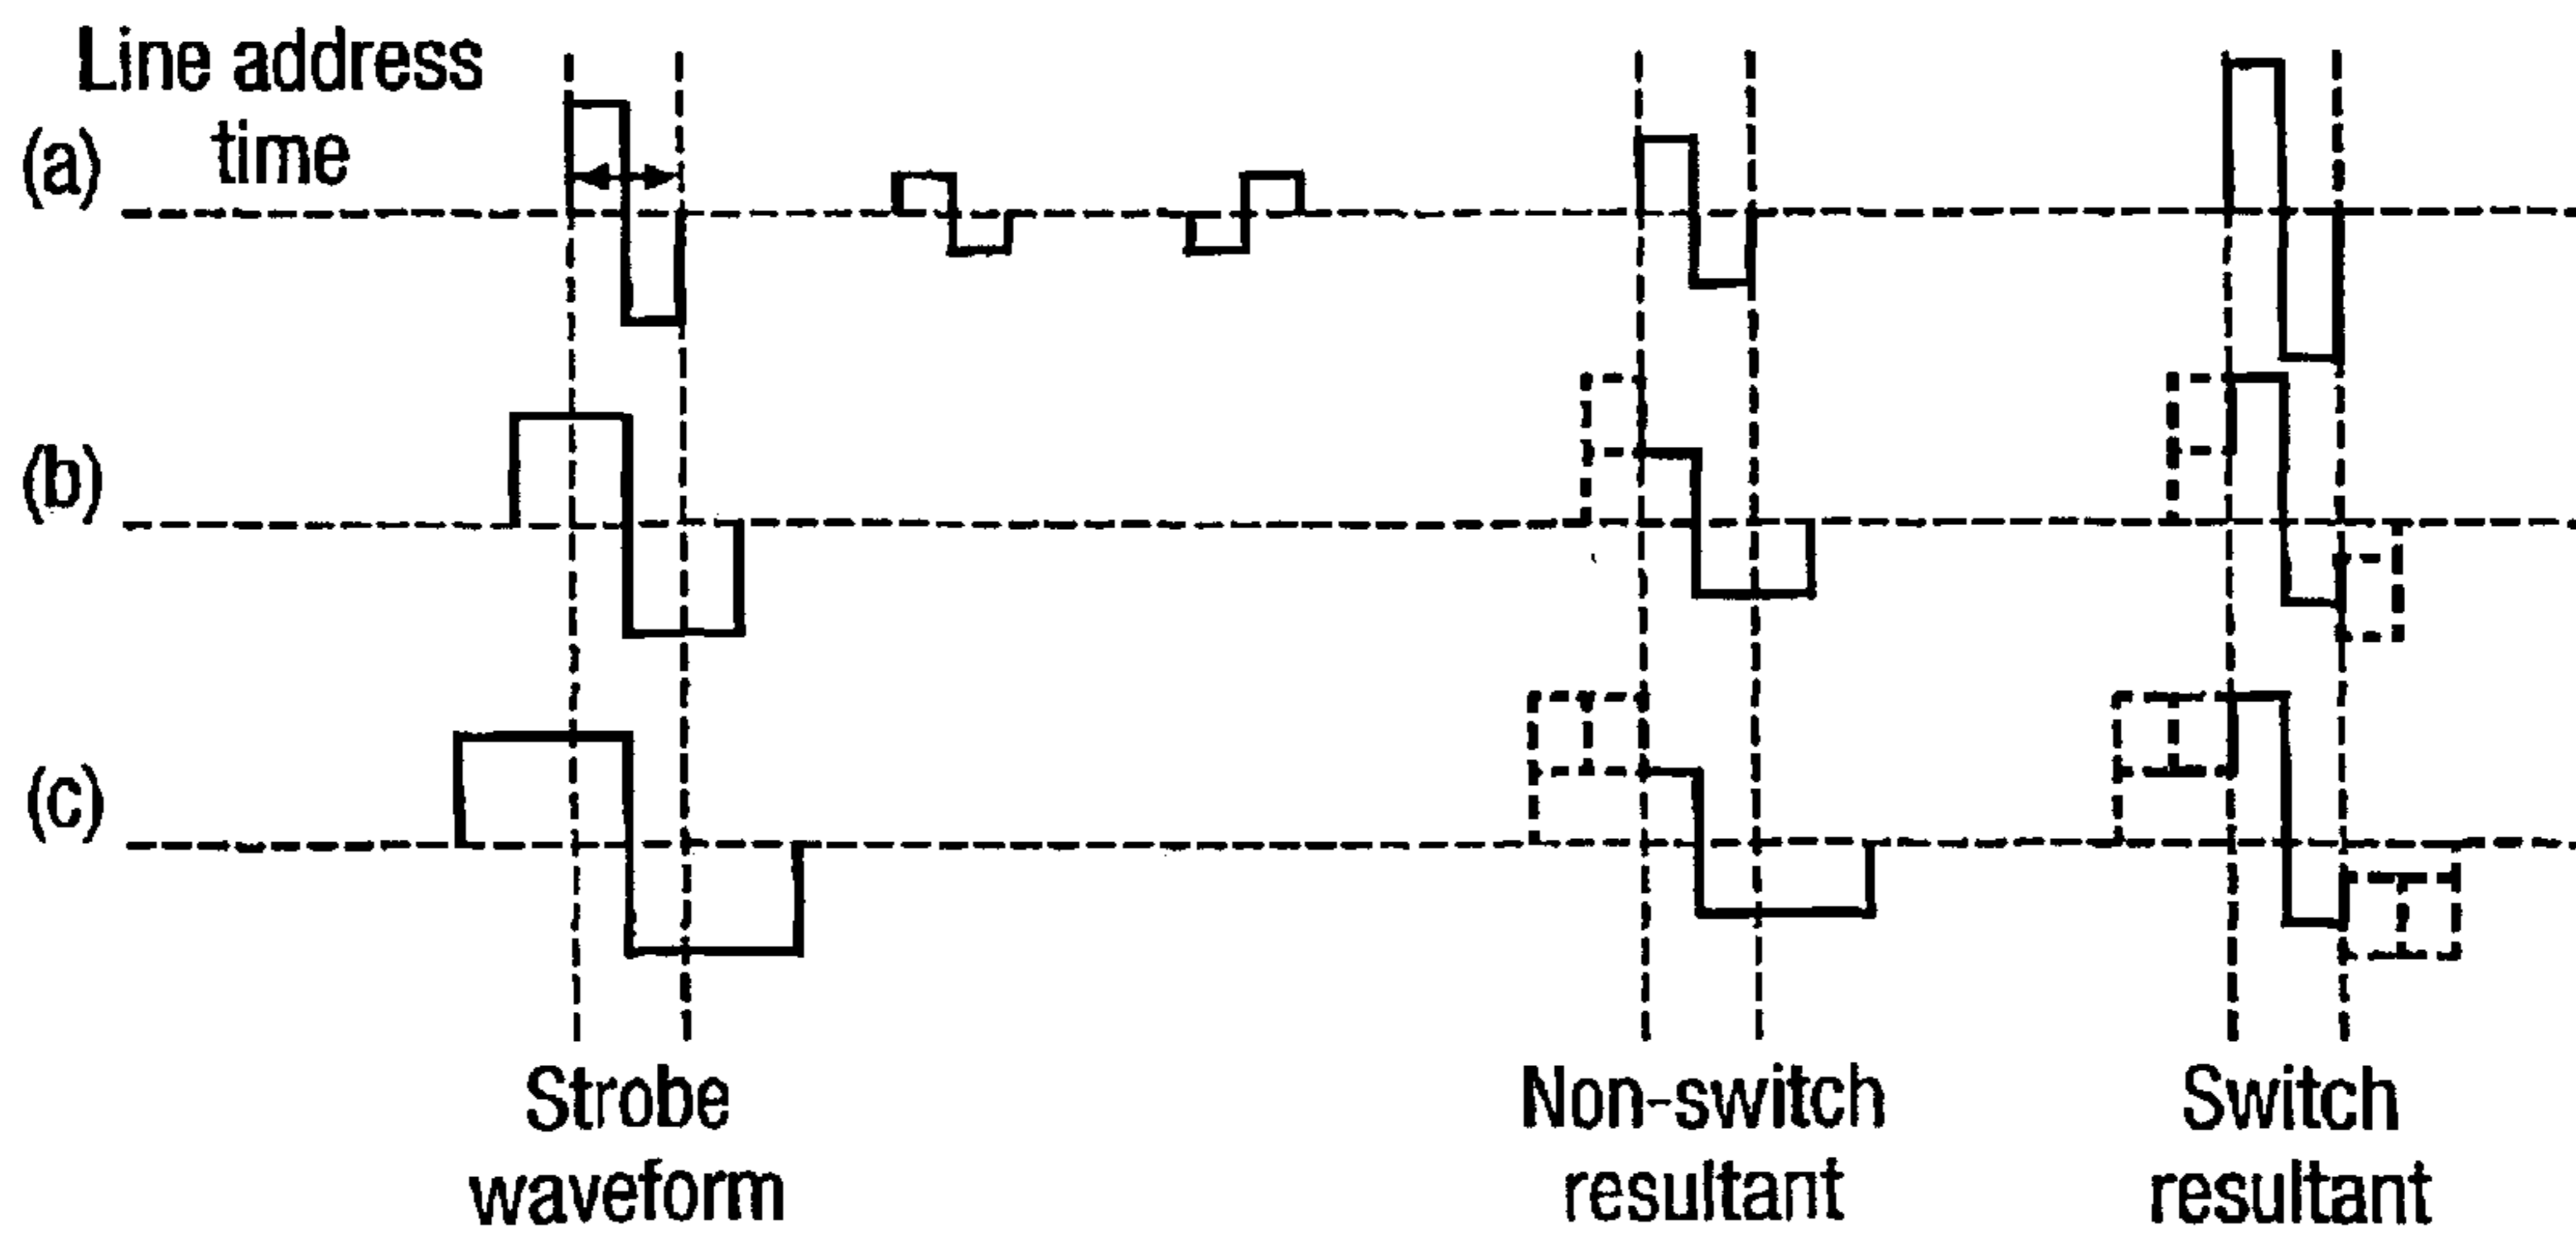 Line address
time
(a)
(b)
(c)
Strobe
waveform
Non-switch
resultant
Switch
resultant